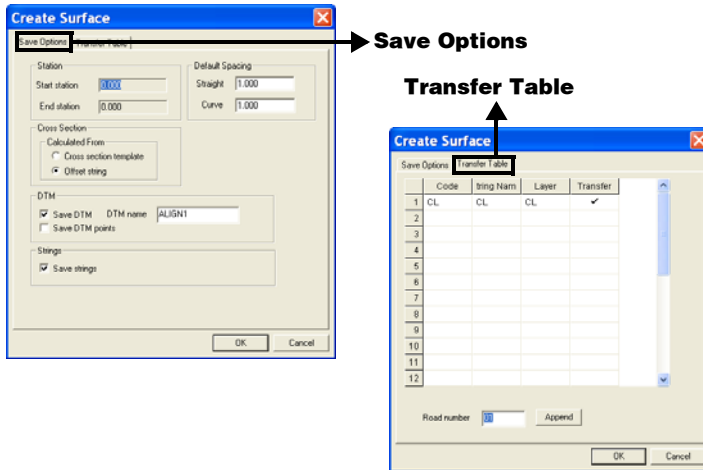 Create Surface
Save Options Transfer Table
Save Options
Station
Start station 0.000
End station 0.000
Default Spacing
Straight 1.000
Curve 1.000
Cross Section
Calculated From
Cross section template
Offset string
DTM
Save DTM DTM name ALIGN1
Save DTM points
Strings
Save strings
OK Cancel
Transfer Table
Create Surface
Save Options Transfer Table
Code tring Nam Layer Transfer
1 CL CL CL ✓
2
3
4
5
6
7
8
9
10
11
12
Road number 01 Append
OK Cancel